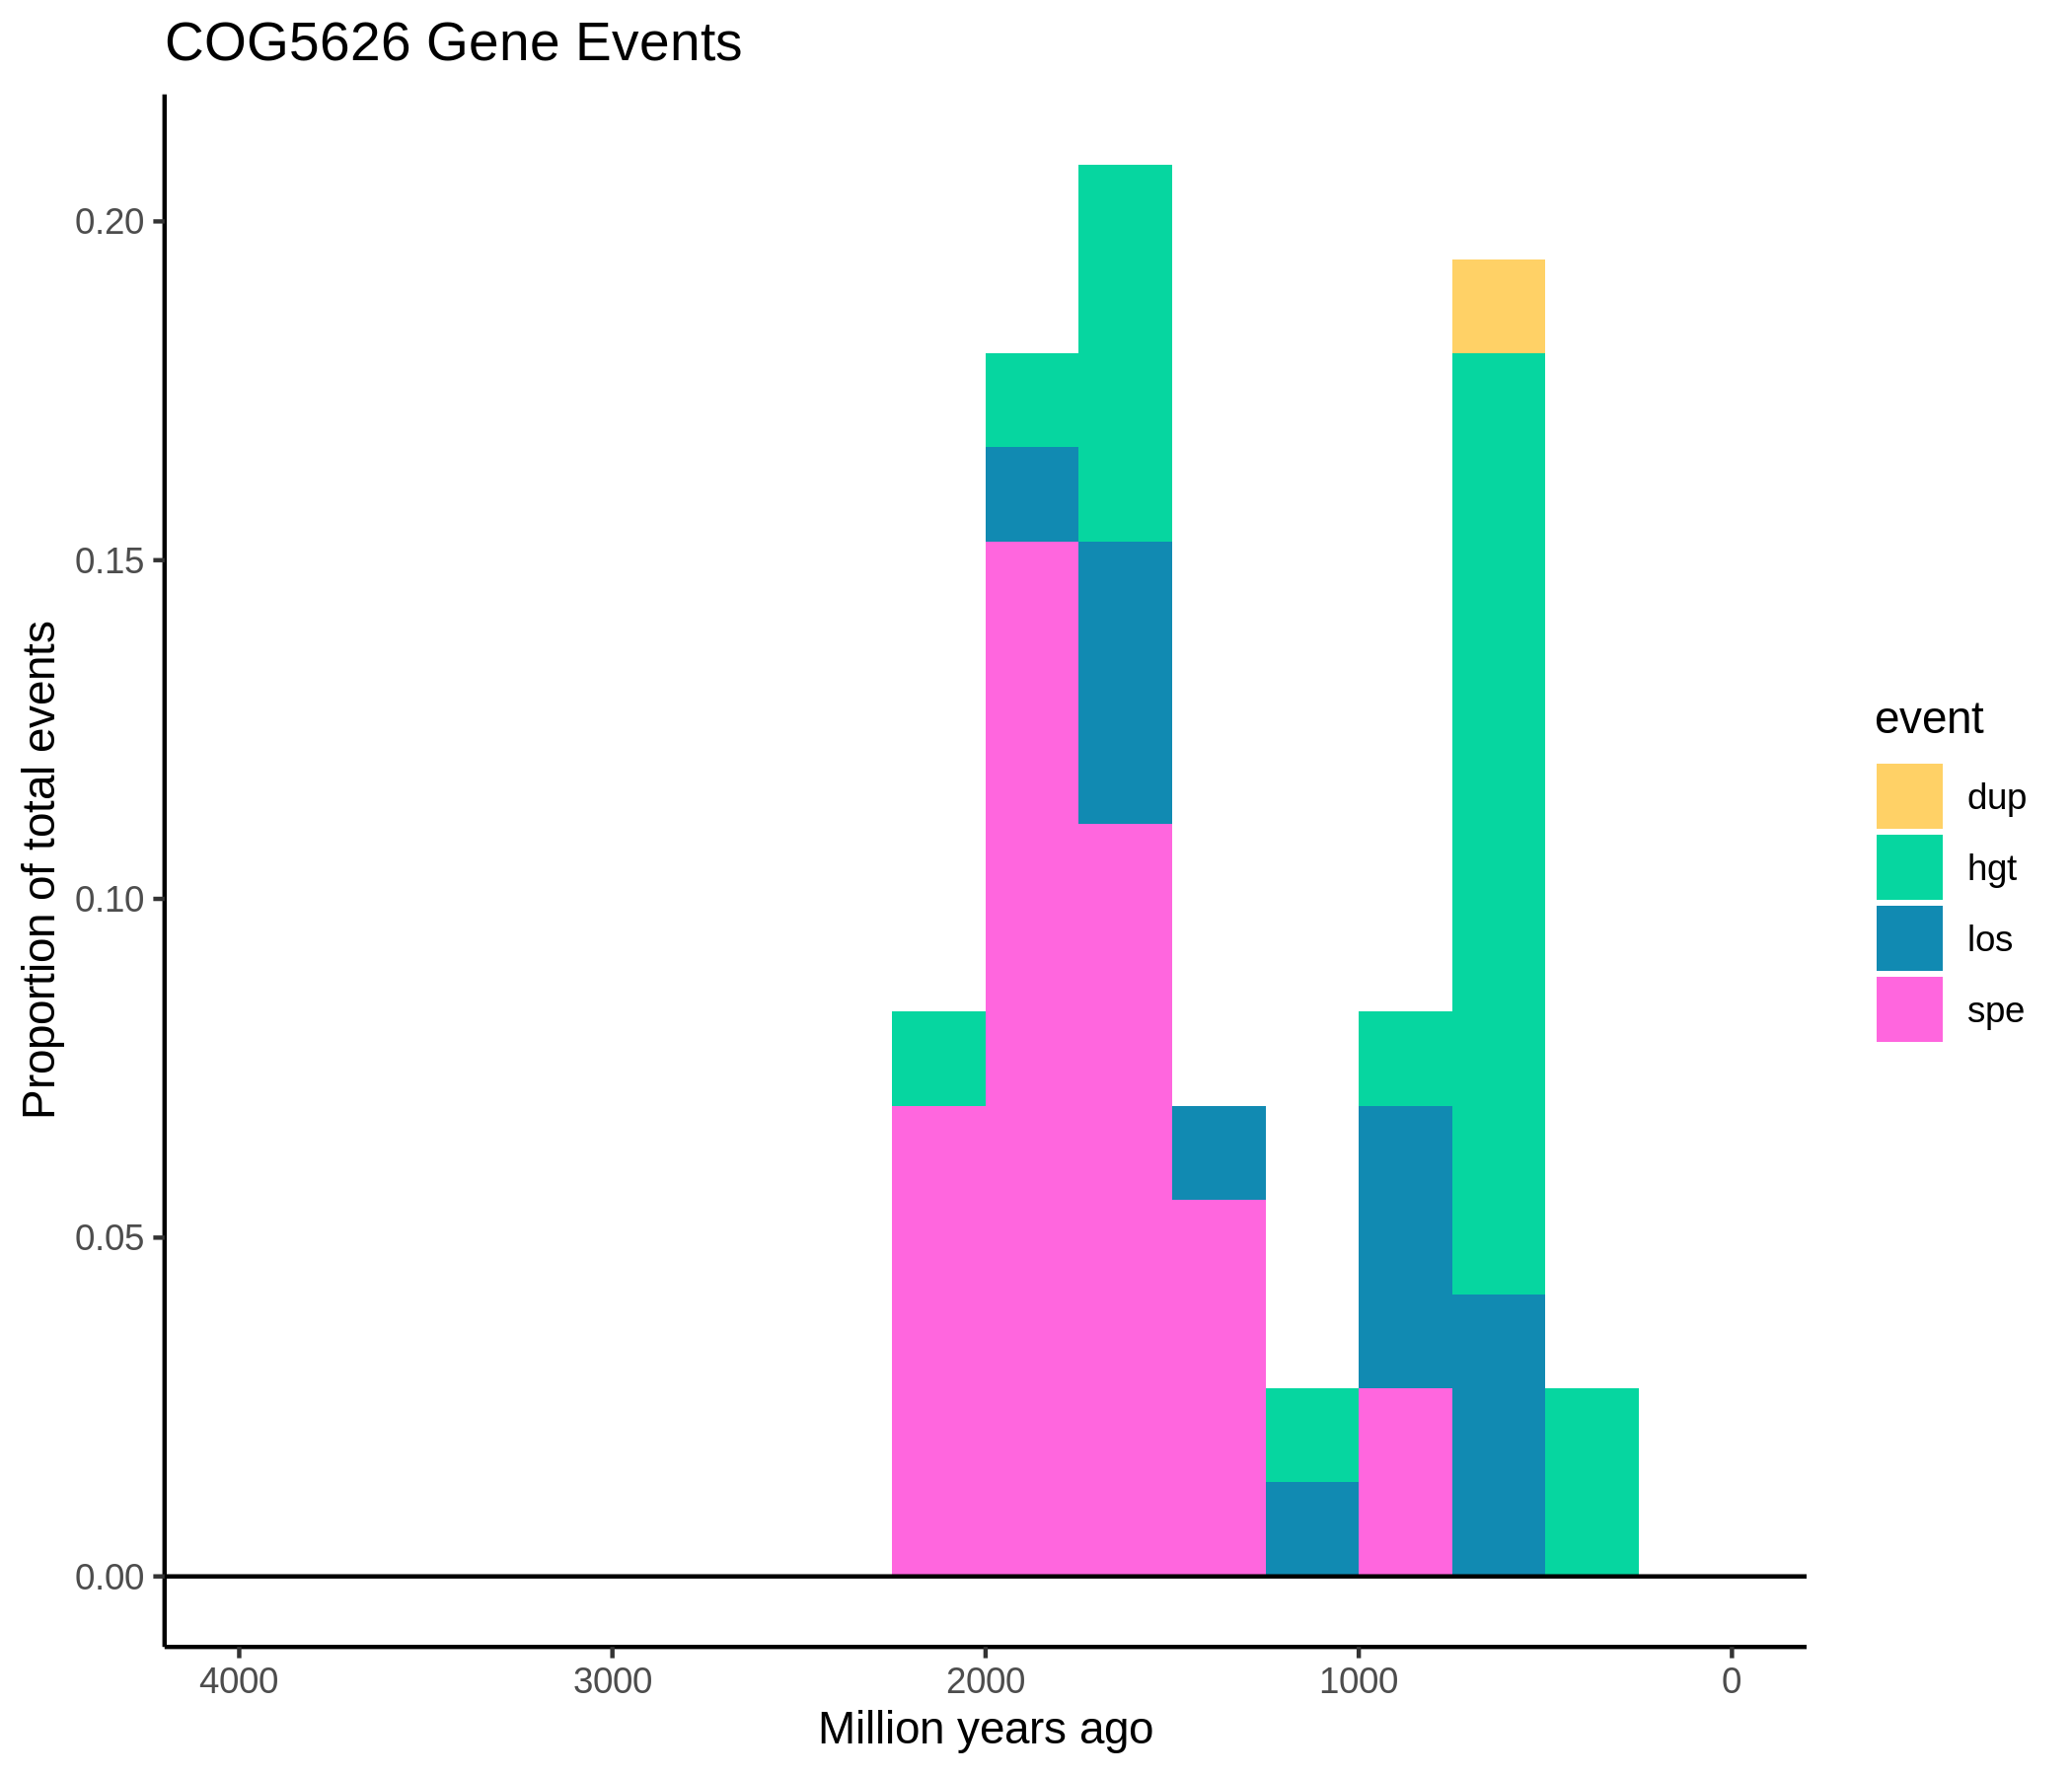 COG5626 Gene Events
Proportion of total events
0.20
0.15
0.10
0.05
0.00
4000
3000
2000
1000
0
Million years ago
event
dup
hgt
los
spe